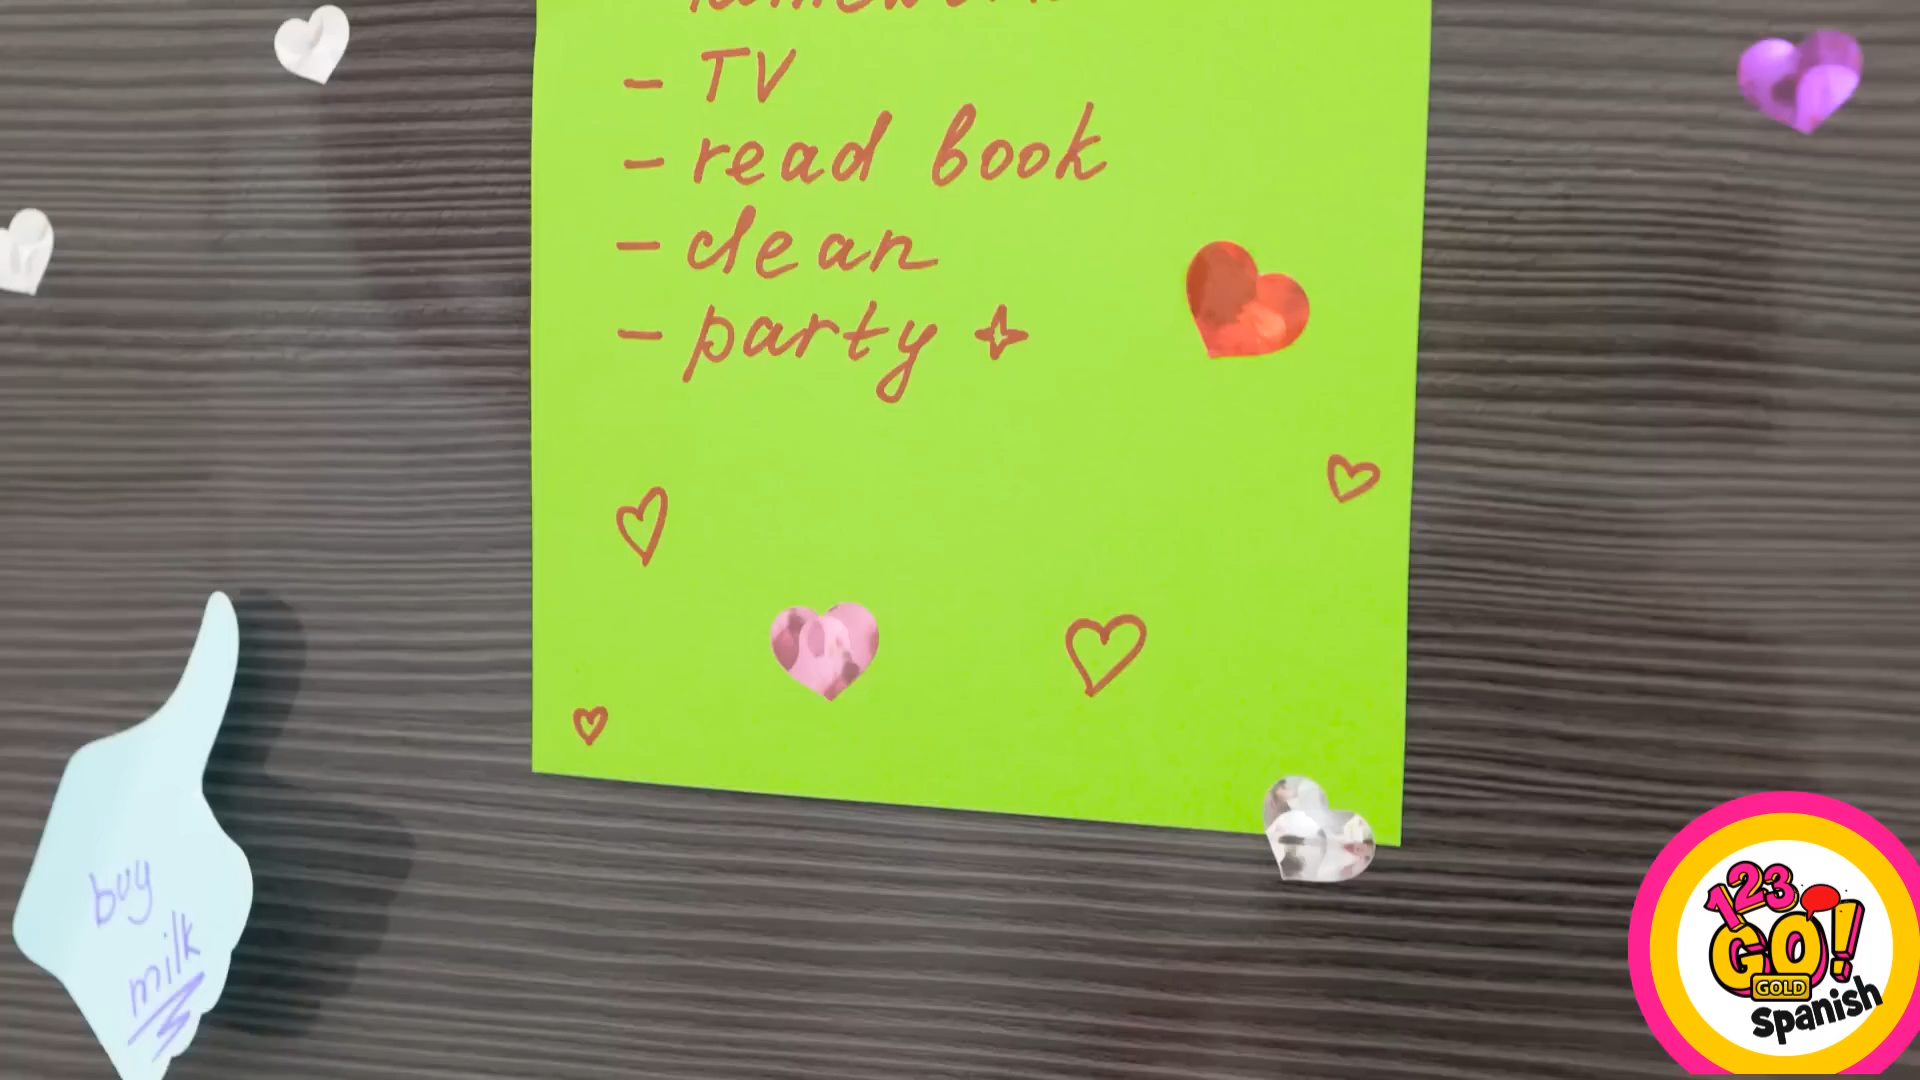 - TV
- read book
- clean
- party
buy
milk
123
GO!
GOLD
Spanish